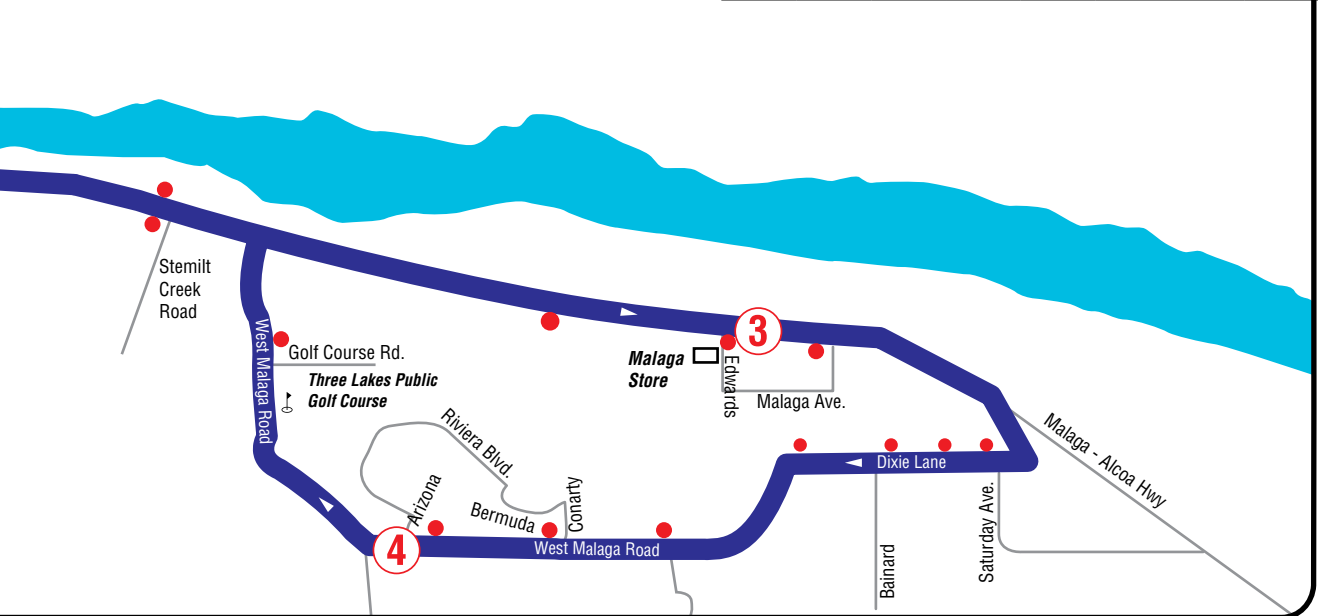 Stemilt
Creek
Road
West Malaga Road
Golf Course Rd.
Three Lakes Public
Golf Course
3
Malaga
Store
Edwards
Malaga Ave.
Riviera Blvd.
Arizona
Bermuda
Conarty
4
West Malaga Road
Dixie Lane
Bainard
Saturday Ave.
Malaga - Alcoa Hwy